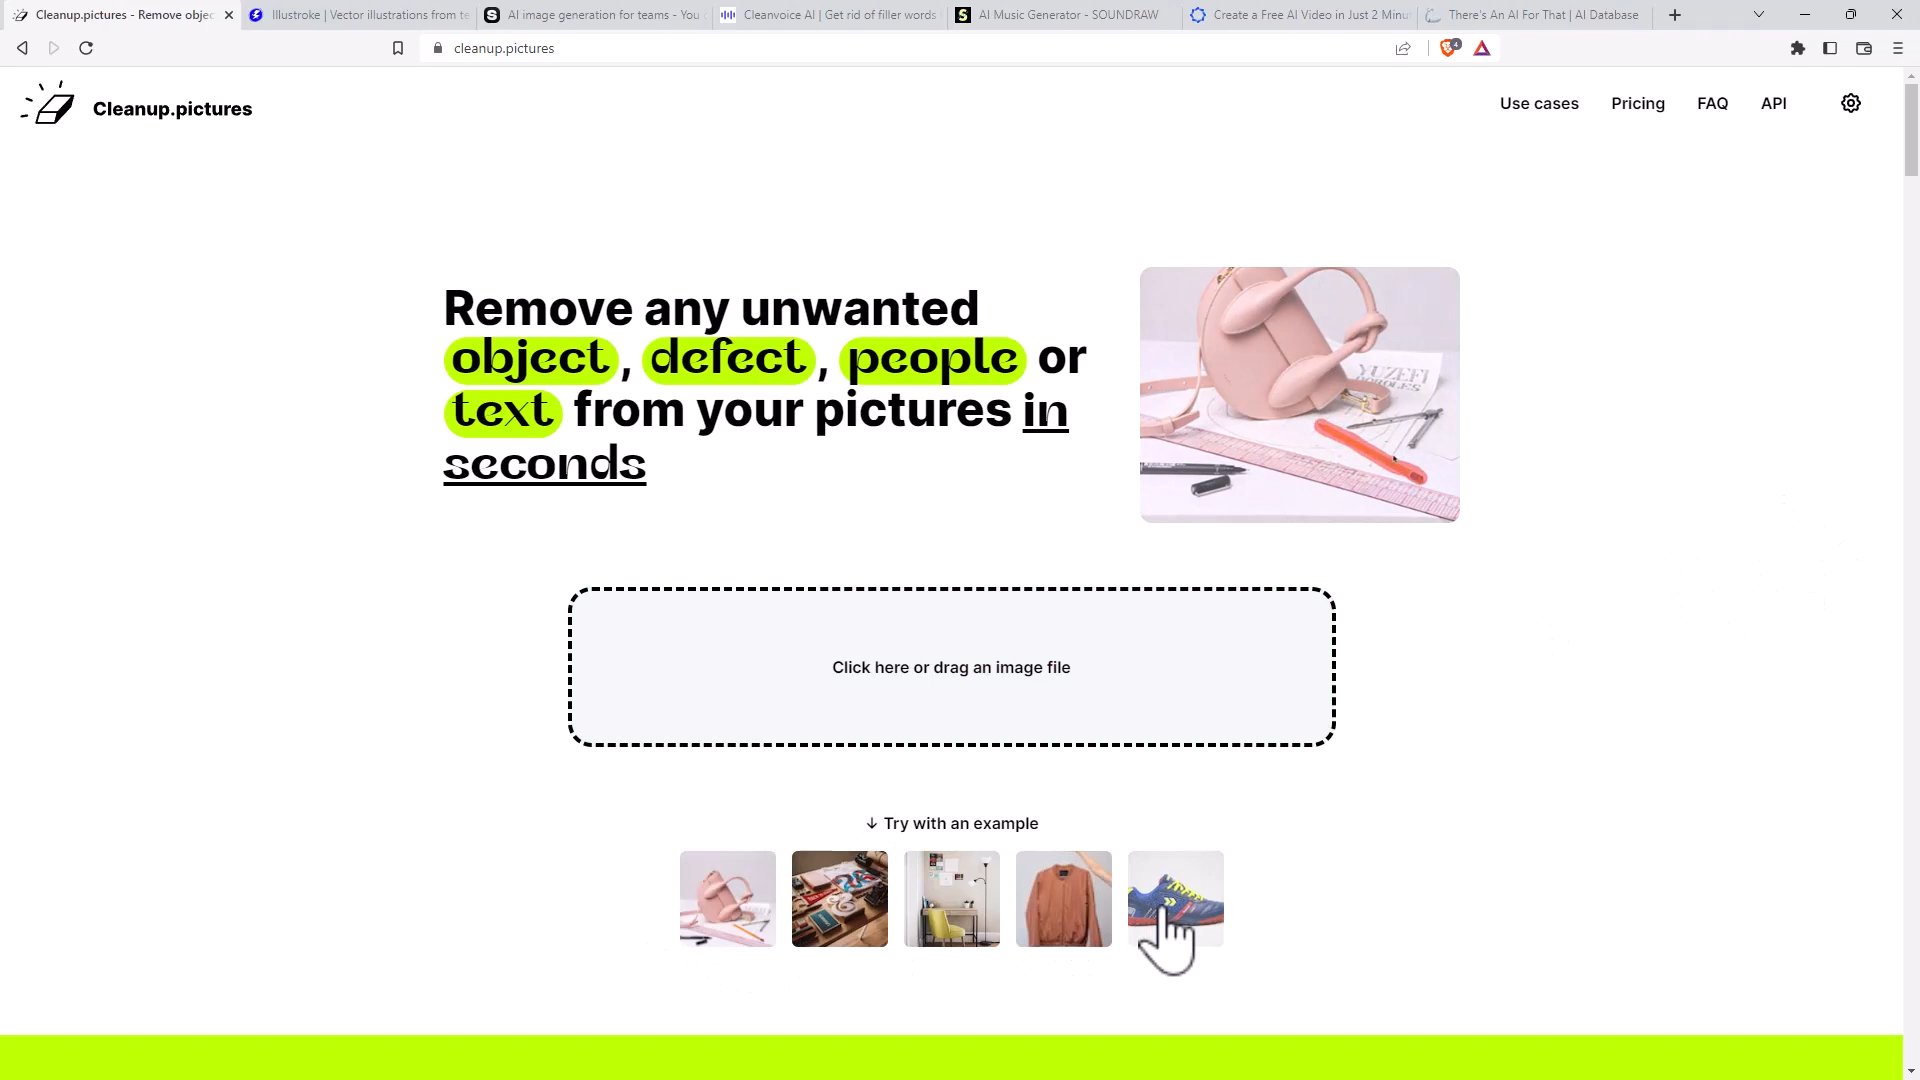 Cleanup.pictures - Remove objec
Illustroke | Vector illustrations from te
AI image generation for teams - You c
Cleanvoice AI | Get rid of filler words
AI Music Generator - SOUNDRAW
Create a Free AI Video in Just 2 Minu
There's An AI For That | AI Database
cleanup.pictures
4
Cleanup.pictures
Use cases
Pricing
FAQ
API
Remove any unwanted
object, defect, people or
text from your pictures in
seconds
YUZEFI
Click here or drag an image file
↓ Try with an example